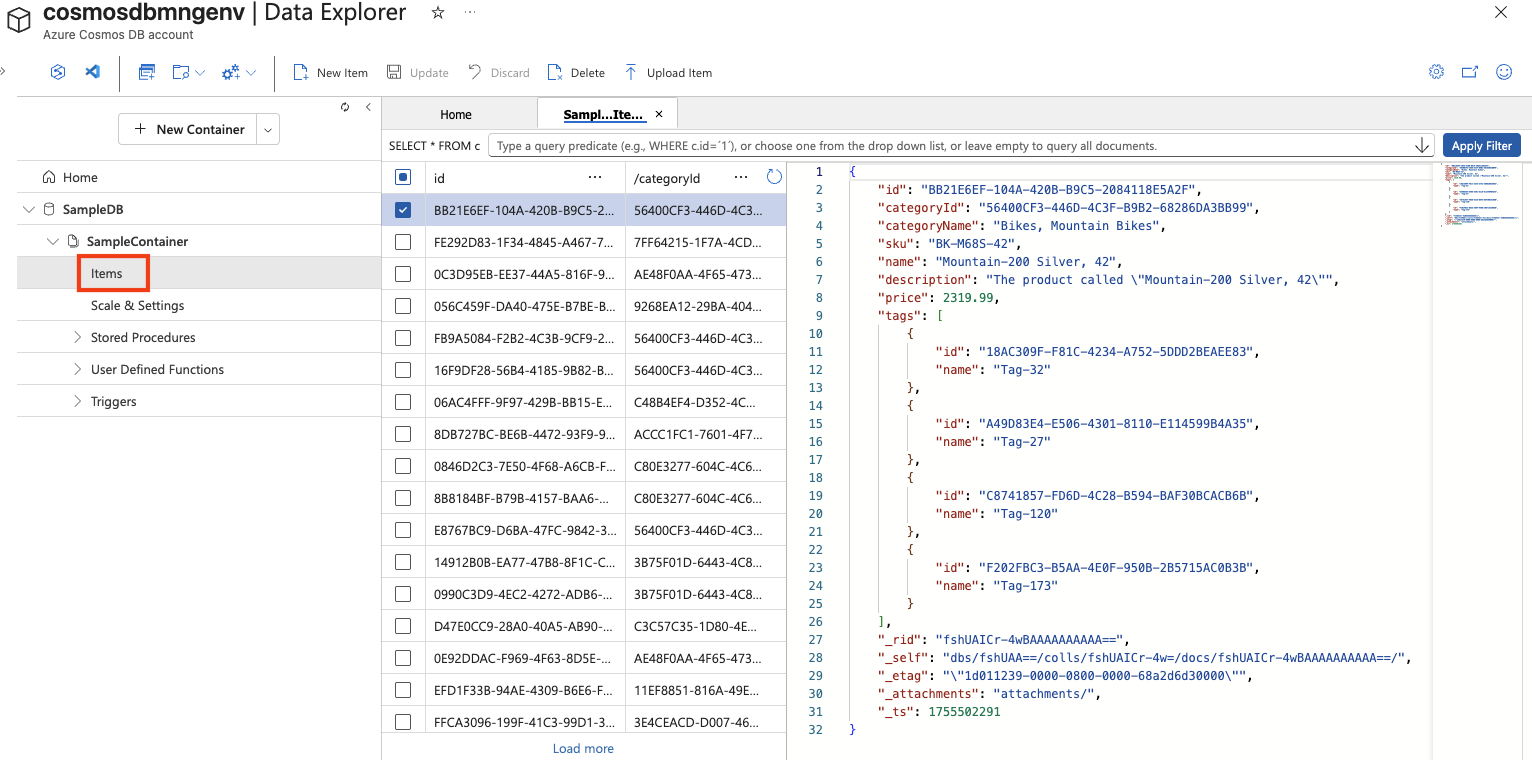 cosmosdbmngenv | Data Explorer
Azure Cosmos DB account
New Item
Update
Discard
Delete
Upload Item
New Container
Home
SampleDB
SampleContainer
Items
Scale & Settings
Stored Procedures
User Defined Functions
Triggers
Home
Sampl...Ite...
SELECT * FROM c
Type a query predicate (e.g., WHERE c.id=´1´), or choose one from the drop down list, or leave empty to query all documents.
Apply Filter
id ... /categoryId ...
BB21E6EF-104A-420B-B9C5-2... 56400CF3-446D-4C3...
FE292D83-1F34-4845-A467-7... 7FF64215-1F7A-4CD...
0C3D95EB-EE37-44A5-816F-9... AE48F0AA-4F65-473...
056C459F-DA40-475E-B7BE-B... 9268EA12-29BA-404...
FB9A5084-F2B2-4C3B-9CF9-2... 56400CF3-446D-4C3...
16F9DF28-56B4-4185-9B82-B... 56400CF3-446D-4C3...
06AC4FFF-9F97-429B-BB15-E... C48B4EF4-D352-4C...
8DB727BC-BE6B-4472-93F9-9... ACCC1FC1-7601-4F7...
0846D2C3-7E50-4F68-A6CB-F... C80E3277-604C-4C6...
8B8184BF-B79B-4157-BAA6-... C80E3277-604C-4C6...
E8767BC9-D6BA-47FC-9842-3... 56400CF3-446D-4C3...
14912B0B-EA77-47B8-8F1C-C... 3B75F01D-6443-4C8...
0990C3D9-4EC2-4272-ADB6-... 3B75F01D-6443-4C8...
D47E0CC9-28A0-40A5-AB90-... C3C57C35-1D80-4E...
0E92DDAC-F969-4F63-8D5E-... AE48F0AA-4F65-473...
EFD1F33B-94AE-4309-B6E6-F... 11EF8851-816A-49E...
FFCA3096-199F-41C3-99D1-3... 3E4CEACD-D007-46...
Load more
1 {
2 "id": "BB21E6EF-104A-420B-B9C5-2084118E5A2F",
3 "categoryId": "56400CF3-446D-4C3F-B9B2-68286DA3BB99",
4 "categoryName": "Bikes, Mountain Bikes",
5 "sku": "BK-M68S-42",
6 "name": "Mountain-200 Silver, 42",
7 "description": "The product called \"Mountain-200 Silver, 42\"",
8 "price": 2319.99,
9 "tags": [
10 {
11 "id": "18AC309F-F81C-4234-A752-5DDD2BEAEE83",
12 "name": "Tag-32"
13 },
14 {
15 "id": "A49D83E4-E506-4301-8110-E114599B4A35",
16 "name": "Tag-27"
17 },
18 {
19 "id": "C8741857-FD6D-4C28-B594-BAF30BCACB6B",
20 "name": "Tag-120"
21 },
22 {
23 "id": "F202FBC3-B5AA-4E0F-950B-2B5715AC0B3B",
24 "name": "Tag-173"
25 }
26 ],
27 "_rid": "fshUAICr-4wBAAAAAAAAAA==",
28 "_self": "dbs/fshUAA==/colls/fshUAICr-4w=/docs/fshUAICr-4wBAAAAAAAAAA==/",
29 "_etag": "\"1d011239-0000-0800-0000-68a2d6d30000\"",
30 "_attachments": "attachments/",
31 "_ts": 1755502291
32 }